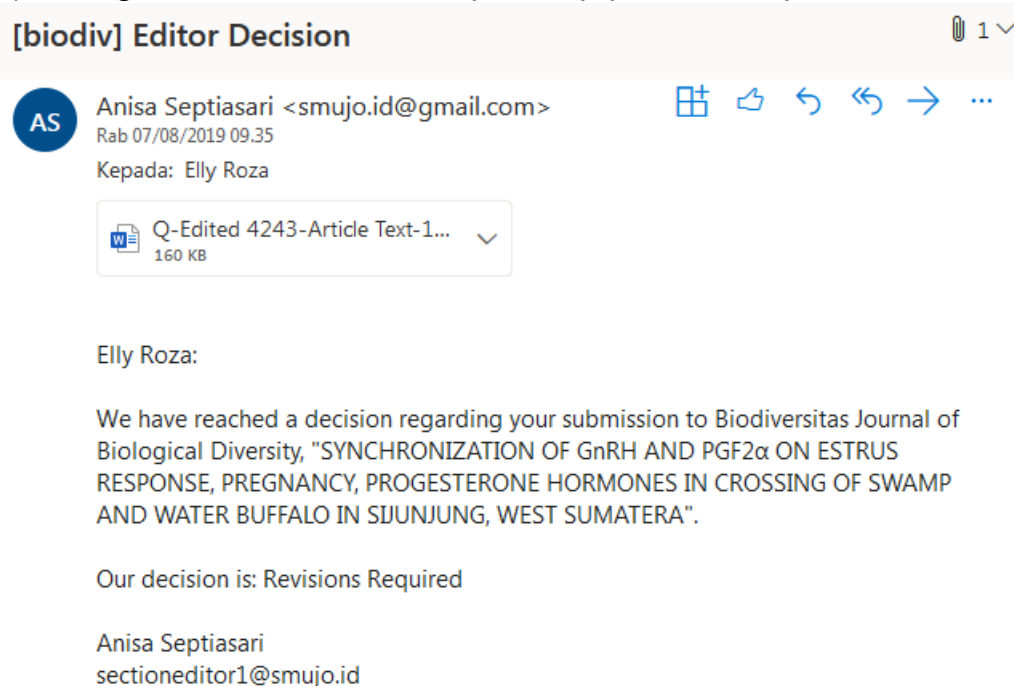 [biodiv] Editor Decision
1
AS
Anisa Septiasari <smujo.id@gmail.com>
Rab 07/08/2019 09.35
Kepada: Elly Roza
Q-Edited 4243-Article Text-1...
160 KB
Elly Roza:
We have reached a decision regarding your submission to Biodiversitas Journal of
Biological Diversity, "SYNCHRONIZATION OF GnRH AND PGF2α ON ESTRUS
RESPONSE, PREGNANCY, PROGESTERONE HORMONES IN CROSSING OF SWAMP
AND WATER BUFFALO IN SIJUNJUNG, WEST SUMATERA".
Our decision is: Revisions Required
Anisa Septiasari
sectioneditor1@smujo.id